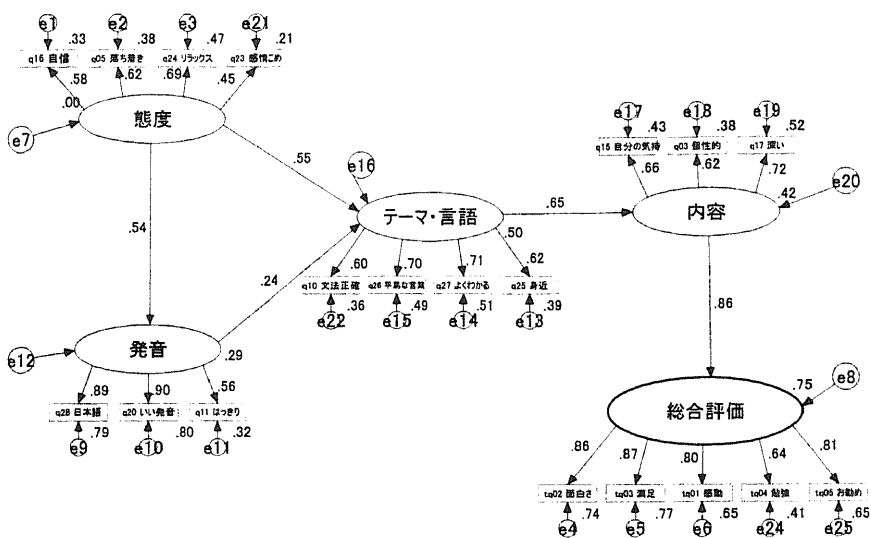 e1 e2 e3 e21
.33 .38 .47 .21
q16 自信 q05 落ち着き q24 リラックス q23 感情こめ
.58 .62 .69 .45
.00
態度
e7
e17 e18 e19
.43 .38 .52
q15 自分の気持 q03 個性的 q17 深い
.66 .62 .72
.42
内容
e20
.55
e16
テーマ・言語
.50
.65
.54
.24
.60 .70 .71 .62
q10 文法正確 q26 平易な言葉 q27 よくわかる q25 身近
.36 .49 .51 .39
e22 e15 e14 e13
.86
e12
発音
.29
.89 .90 .56
q28 日本語 q20 いい発音 q11 はっきり
.79 .80 .32
e9 e10 e11
総合評価
.75
e8
.86 .87 .80 .64 .81
tq02 面白さ tq03 満足 tq01 感動 tq04 勉強 tq05 お勧め
.74 .77 .65 .41 .65
e4 e5 e6 e24 e25